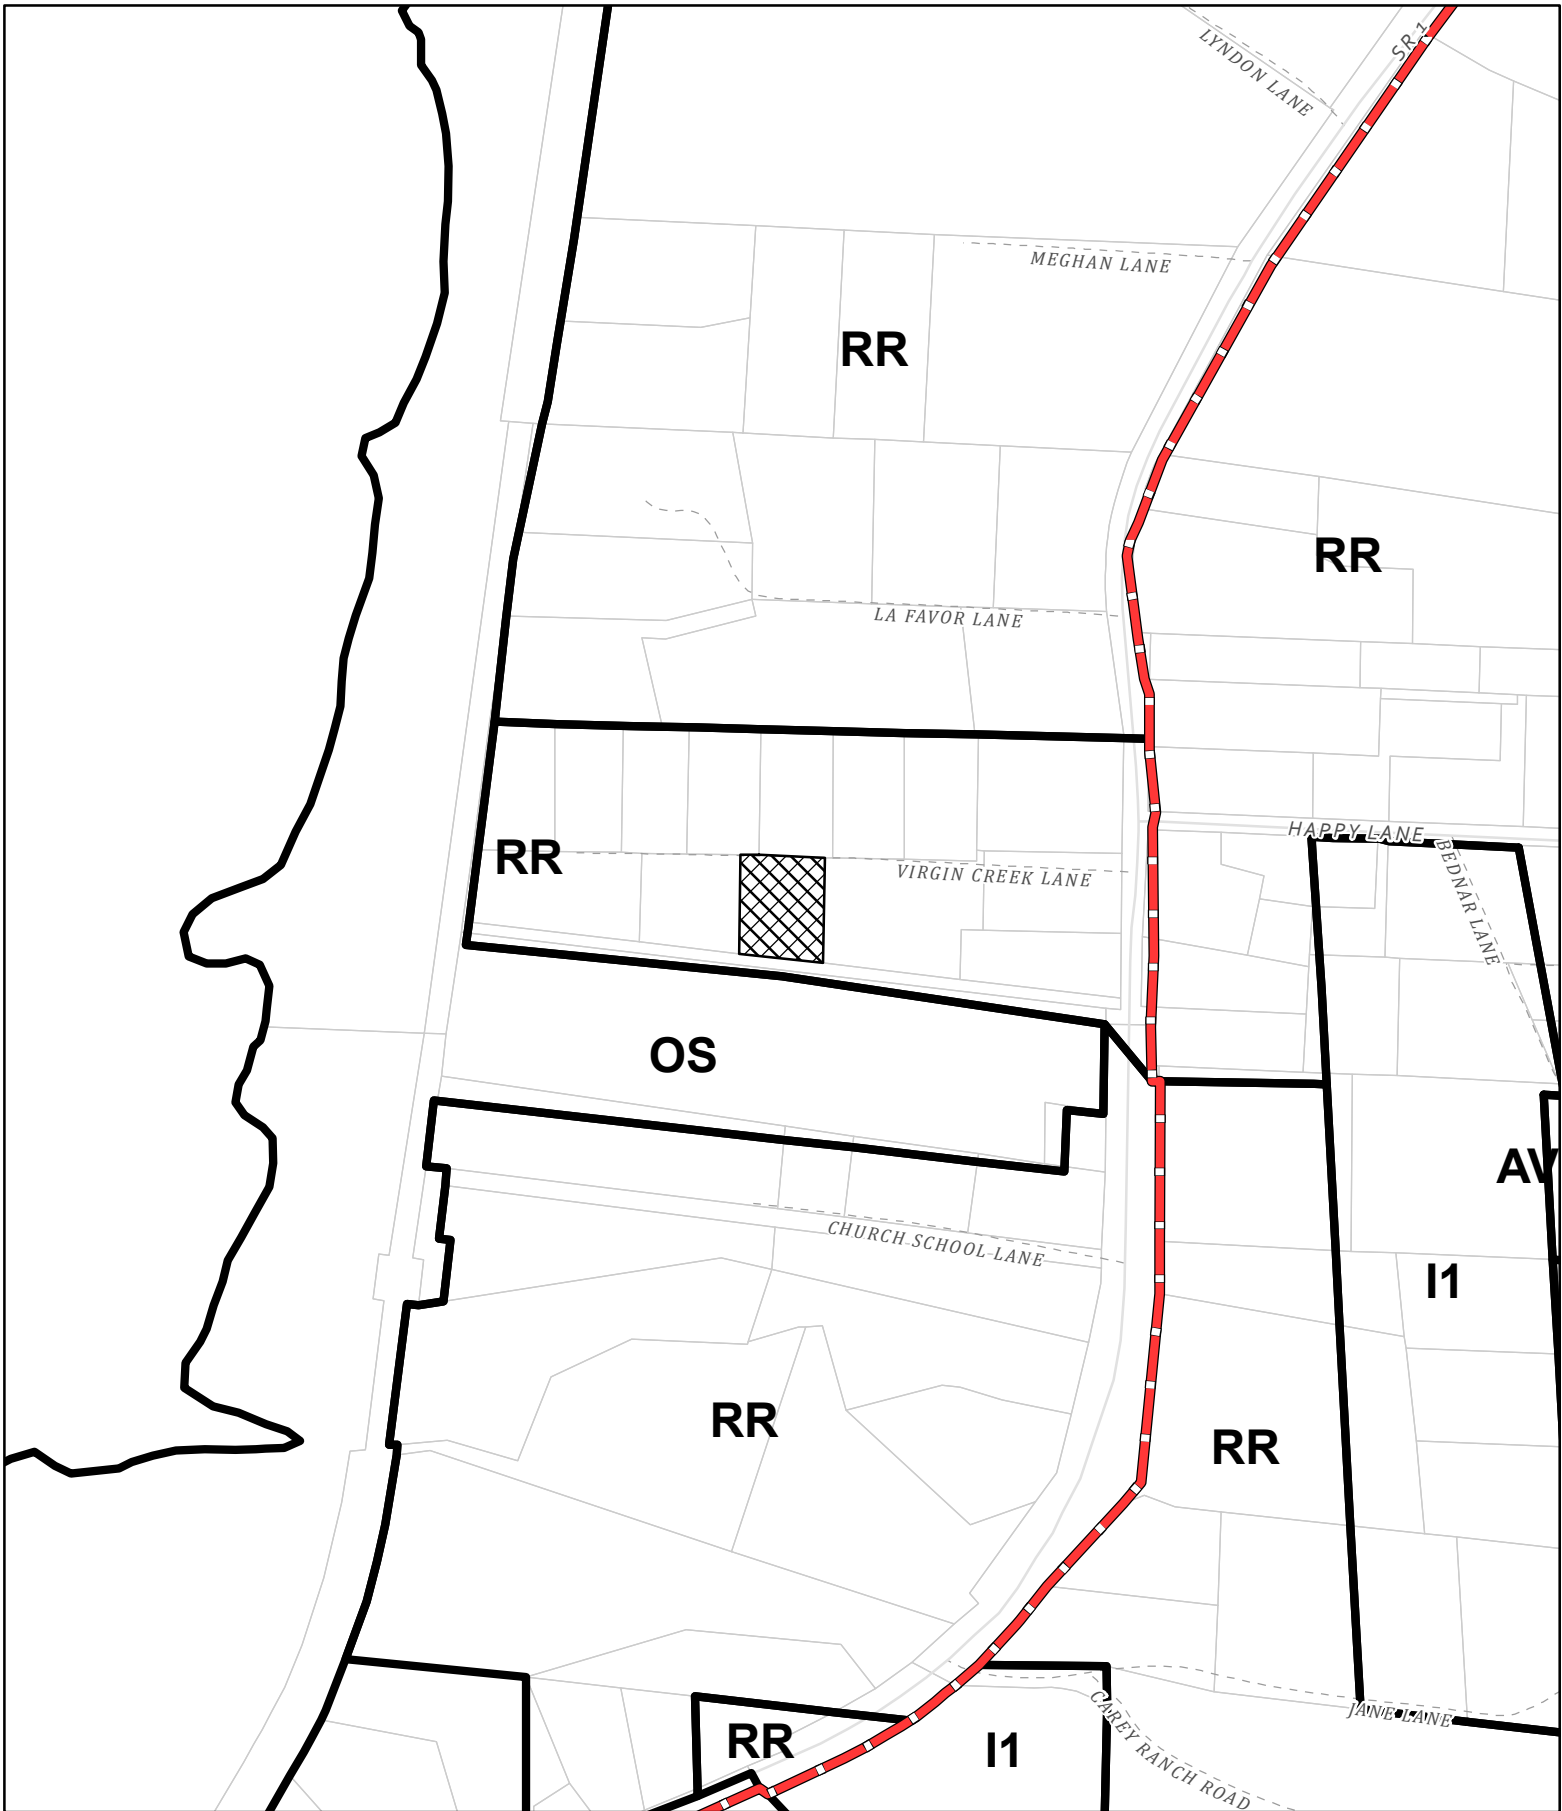 SR 1
LYNDON LANE
MEGHAN LANE
RR
RR
LA FAVOR LANE
HAPPY LANE
RR
VIRGIN CREEK LANE
BEDNAR LANE
OS
AV
CHURCH SCHOOL LANE
I1
RR
RR
JANE LANE
CAREY RANCH ROAD
RR
I1